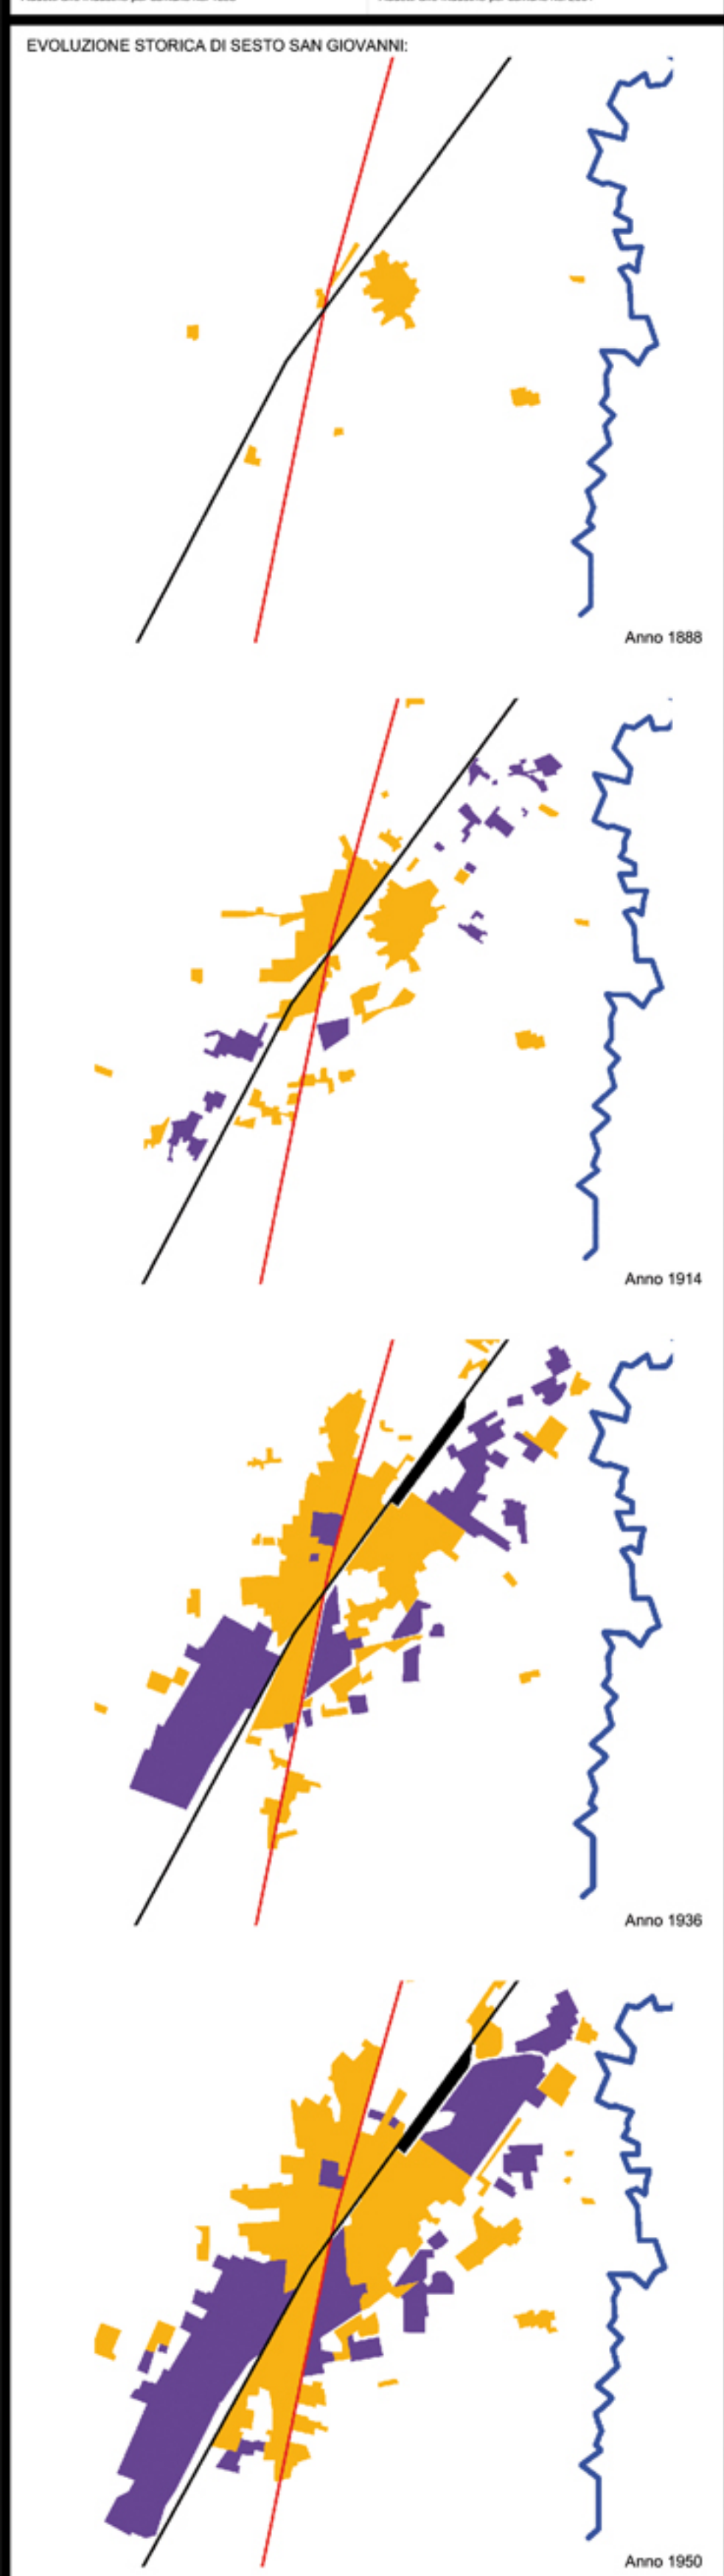 EVOLUZIONE STORICA DI SESTO SAN GIOVANNI:
Anno 1888
Anno 1914
Anno 1936
Anno 1950